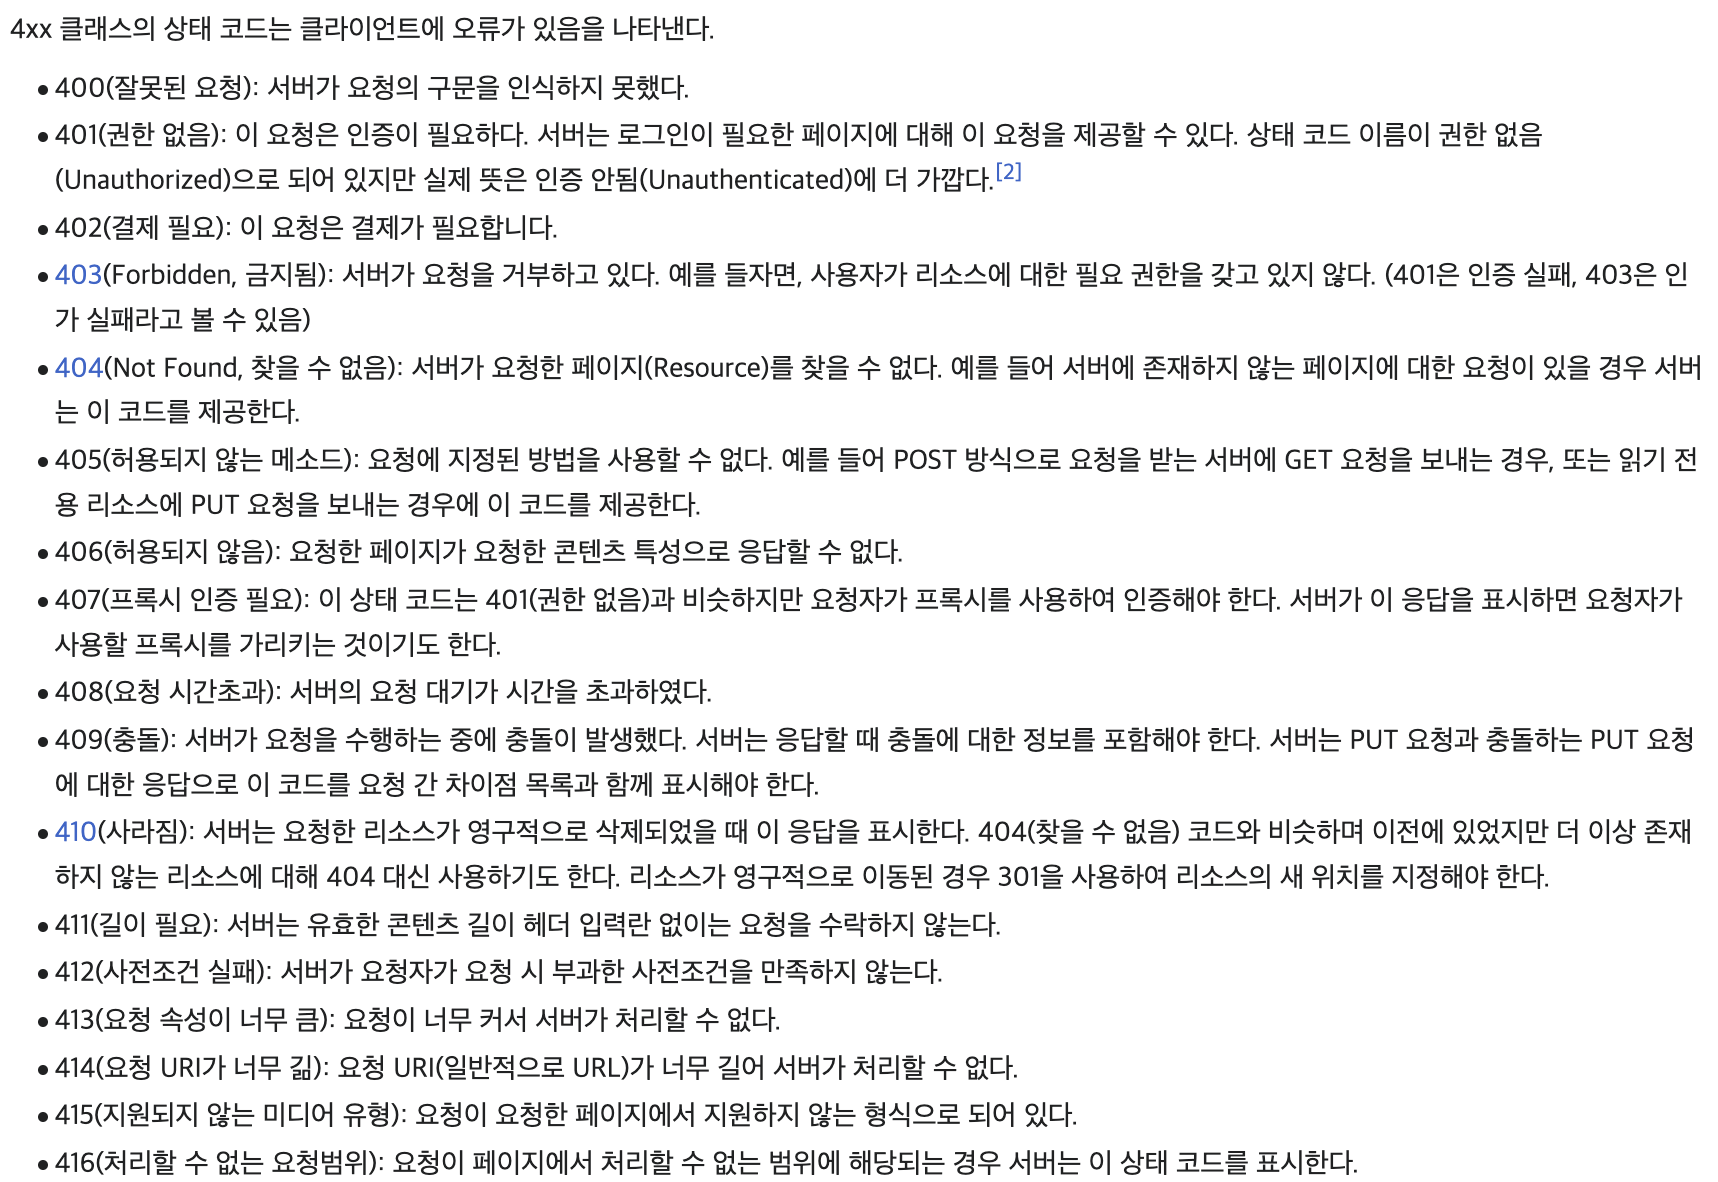 4xx 클래스의 상태 코드는 클라이언트에 오류가 있음을 나타낸다.
• 400(잘못된 요청): 서버가 요청의 구문을 인식하지 못했다.
• 401(권한 없음): 이 요청은 인증이 필요하다. 서버는 로그인이 필요한 페이지에 대해 이 요청을 제공할 수 있다. 상태 코드 이름이 권한 없음
(Unauthorized)으로 되어 있지만 실제 뜻은 인증 안됨(Unauthenticated)에 더 가깝다.[2]
• 402(결제 필요): 이 요청은 결제가 필요합니다.
• 403(Forbidden, 금지됨): 서버가 요청을 거부하고 있다. 예를 들자면, 사용자가 리소스에 대한 필요 권한을 갖고 있지 않다. (401은 인증 실패, 403은 인
가 실패라고 볼 수 있음)
• 404(Not Found, 찾을 수 없음): 서버가 요청한 페이지(Resource)를 찾을 수 없다. 예를 들어 서버에 존재하지 않는 페이지에 대한 요청이 있을 경우 서버
는 이 코드를 제공한다.
• 405(허용되지 않는 메소드): 요청에 지정된 방법을 사용할 수 없다. 예를 들어 POST 방식으로 요청을 받는 서버에 GET 요청을 보내는 경우, 또는 읽기 전
용 리소스에 PUT 요청을 보내는 경우에 이 코드를 제공한다.
• 406(허용되지 않음): 요청한 페이지가 요청한 콘텐츠 특성으로 응답할 수 없다.
• 407(프록시 인증 필요): 이 상태 코드는 401(권한 없음)과 비슷하지만 요청자가 프록시를 사용하여 인증해야 한다. 서버가 이 응답을 표시하면 요청자가
사용할 프록시를 가리키는 것이기도 한다.
• 408(요청 시간초과): 서버의 요청 대기가 시간을 초과하였다.
• 409(충돌): 서버가 요청을 수행하는 중에 충돌이 발생했다. 서버는 응답할 때 충돌에 대한 정보를 포함해야 한다. 서버는 PUT 요청과 충돌하는 PUT 요청
에 대한 응답으로 이 코드를 요청 간 차이점 목록과 함께 표시해야 한다.
• 410(사라짐): 서버는 요청한 리소스가 영구적으로 삭제되었을 때 이 응답을 표시한다. 404(찾을 수 없음) 코드와 비슷하며 이전에 있었지만 더 이상 존재
하지 않는 리소스에 대해 404 대신 사용하기도 한다. 리소스가 영구적으로 이동된 경우 301을 사용하여 리소스의 새 위치를 지정해야 한다.
• 411(길이 필요): 서버는 유효한 콘텐츠 길이 헤더 입력란 없이는 요청을 수락하지 않는다.
• 412(사전조건 실패): 서버가 요청자가 요청 시 부과한 사전조건을 만족하지 않는다.
• 413(요청 속성이 너무 큼): 요청이 너무 커서 서버가 처리할 수 없다.
• 414(요청 URI가 너무 긺): 요청 URI(일반적으로 URL)가 너무 길어 서버가 처리할 수 없다.
• 415(지원되지 않는 미디어 유형): 요청이 요청한 페이지에서 지원하지 않는 형식으로 되어 있다.
• 416(처리할 수 없는 요청범위): 요청이 페이지에서 처리할 수 없는 범위에 해당되는 경우 서버는 이 상태 코드를 표시한다.